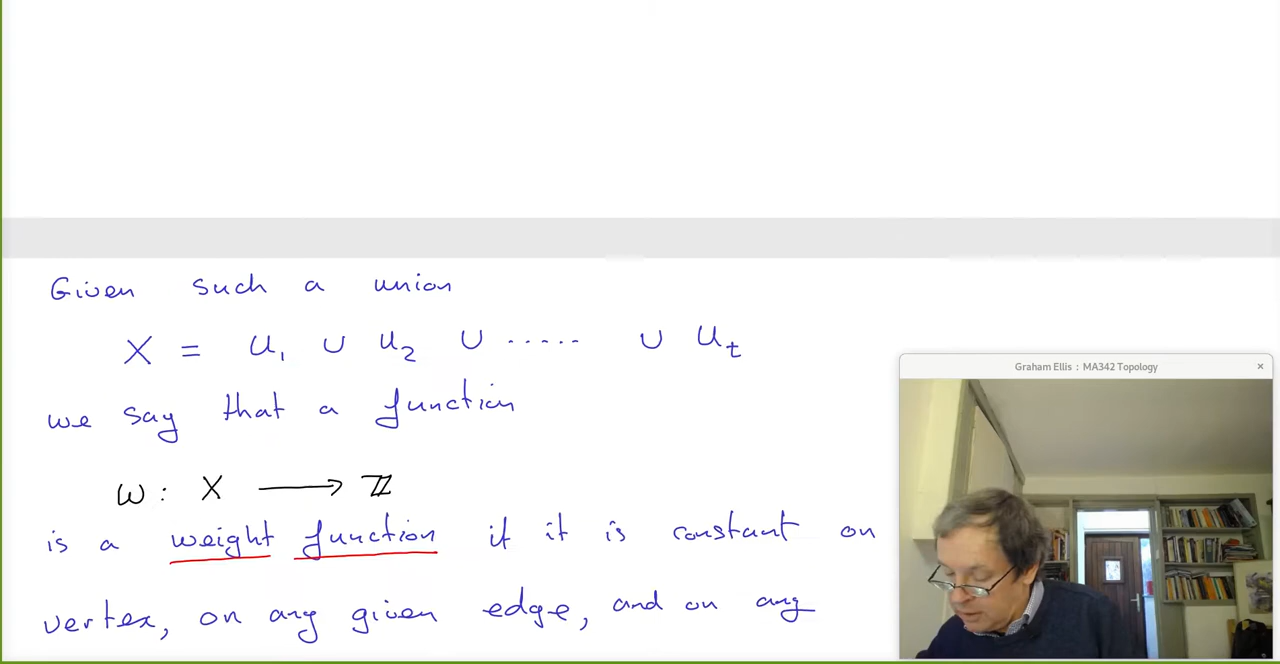 Given such a union
X = U₁ ∪ U₂ ∪ ..... ∪ Uₜ
we say that a function
ω : X ⟶ ℤ
is a weight function if it is constant on
vertex, on any given edge, and on any
Graham Ellis : MA342 Topology